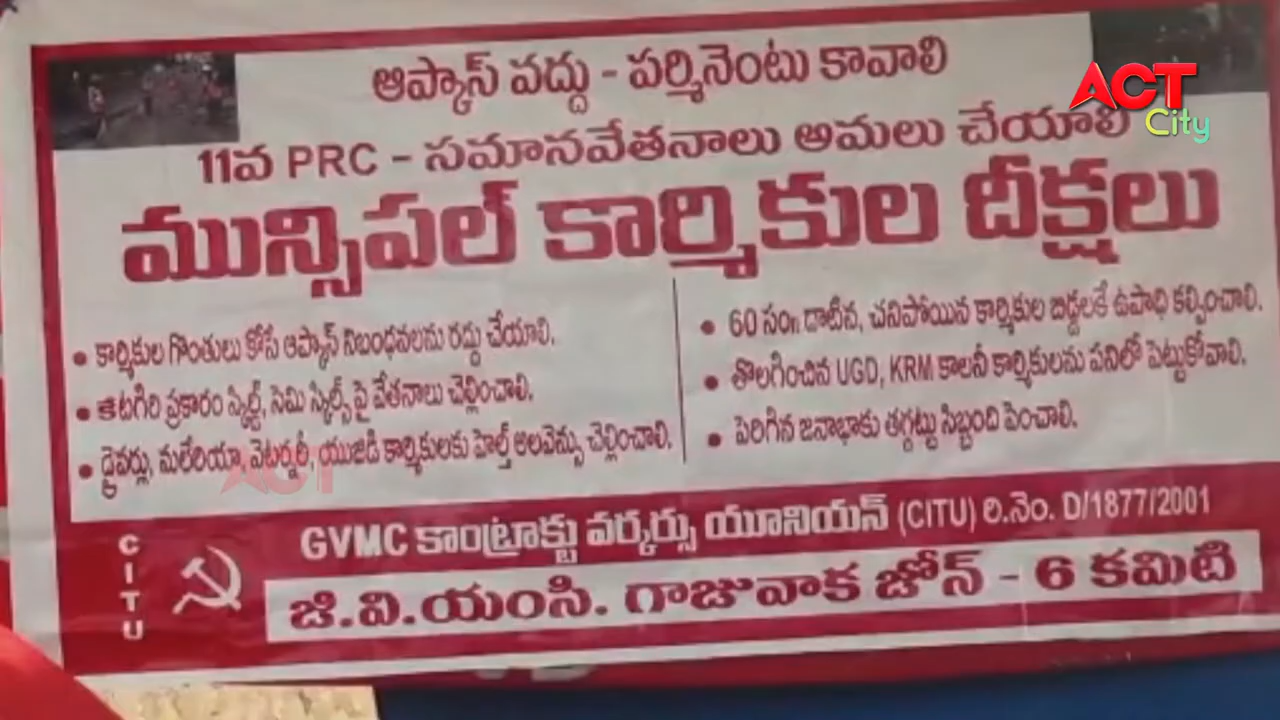 ఆప్కాస్ వద్దు - పర్మినెంటు కావాలి
ACT
City
11వ PRC - సమానవేతనాలు అమలు చేయాలి
మున్సిపల్ కార్మికుల దీక్షలు
• కార్మికుల గొంతులు కోసే ఆప్కాస్ నిబంధనలను రద్దు చేయాలి.
• కేటగిరి ప్రకారం స్కిల్డ్, సెమి స్కిల్డ్స్ పై వేతనాలు చెల్లించాలి.
• డ్రైవర్లు, మలేరియా, వెటర్నరీ, యుజిడి కార్మికులకు హెల్త్ అలవెన్సు చెల్లించాలి.
• 60 సం॥ దాటిన, చనిపోయిన కార్మికుల బిడ్డలకే ఉపాధి కల్పించాలి.
• తొలగించిన UGD, KRM కాలనీ కార్మికులను పనిలో పెట్టుకోవాలి.
• పెరిగిన జనాభాకు తగ్గట్టు సిబ్బంది పెంచాలి.
ACT
CITU
GVMC కాంట్రాక్టు వర్కర్సు యూనియన్ (CITU) రి.నెం. D/1877/2001
జి.వి.యంసి. గాజువాక జోన్ - 6 కమిటి